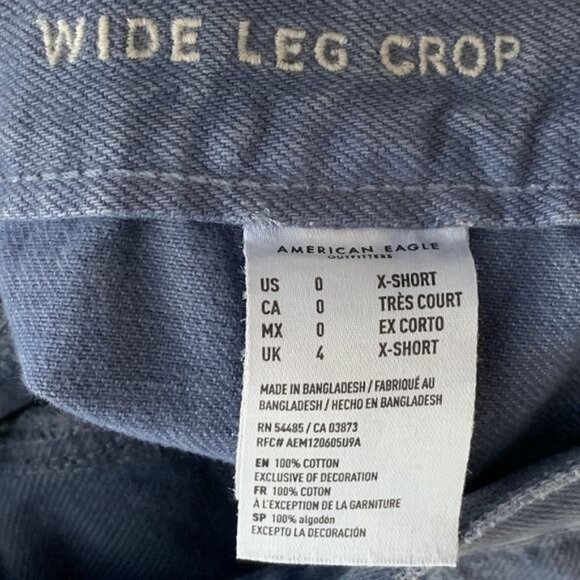 WIDE LEG CROP
AMERICAN EAGLE
OUTFITTERS
US 0 X-SHORT
CA 0 TRÈS COURT
MX 0 EX CORTO
UK 4 X-SHORT
MADE IN BANGLADESH / FABRIQUÉ AU
BANGLADESH / HECHO EN BANGLADESH
RN 54485 / CA 03873
RFC# AEM120605U9A
EN 100% COTTON
EXCLUSIVE OF DECORATION
FR 100% COTON
À L'EXCEPTION DE LA GARNITURE
SP 100% algodón
EXCEPTO LA DECORACIÓN